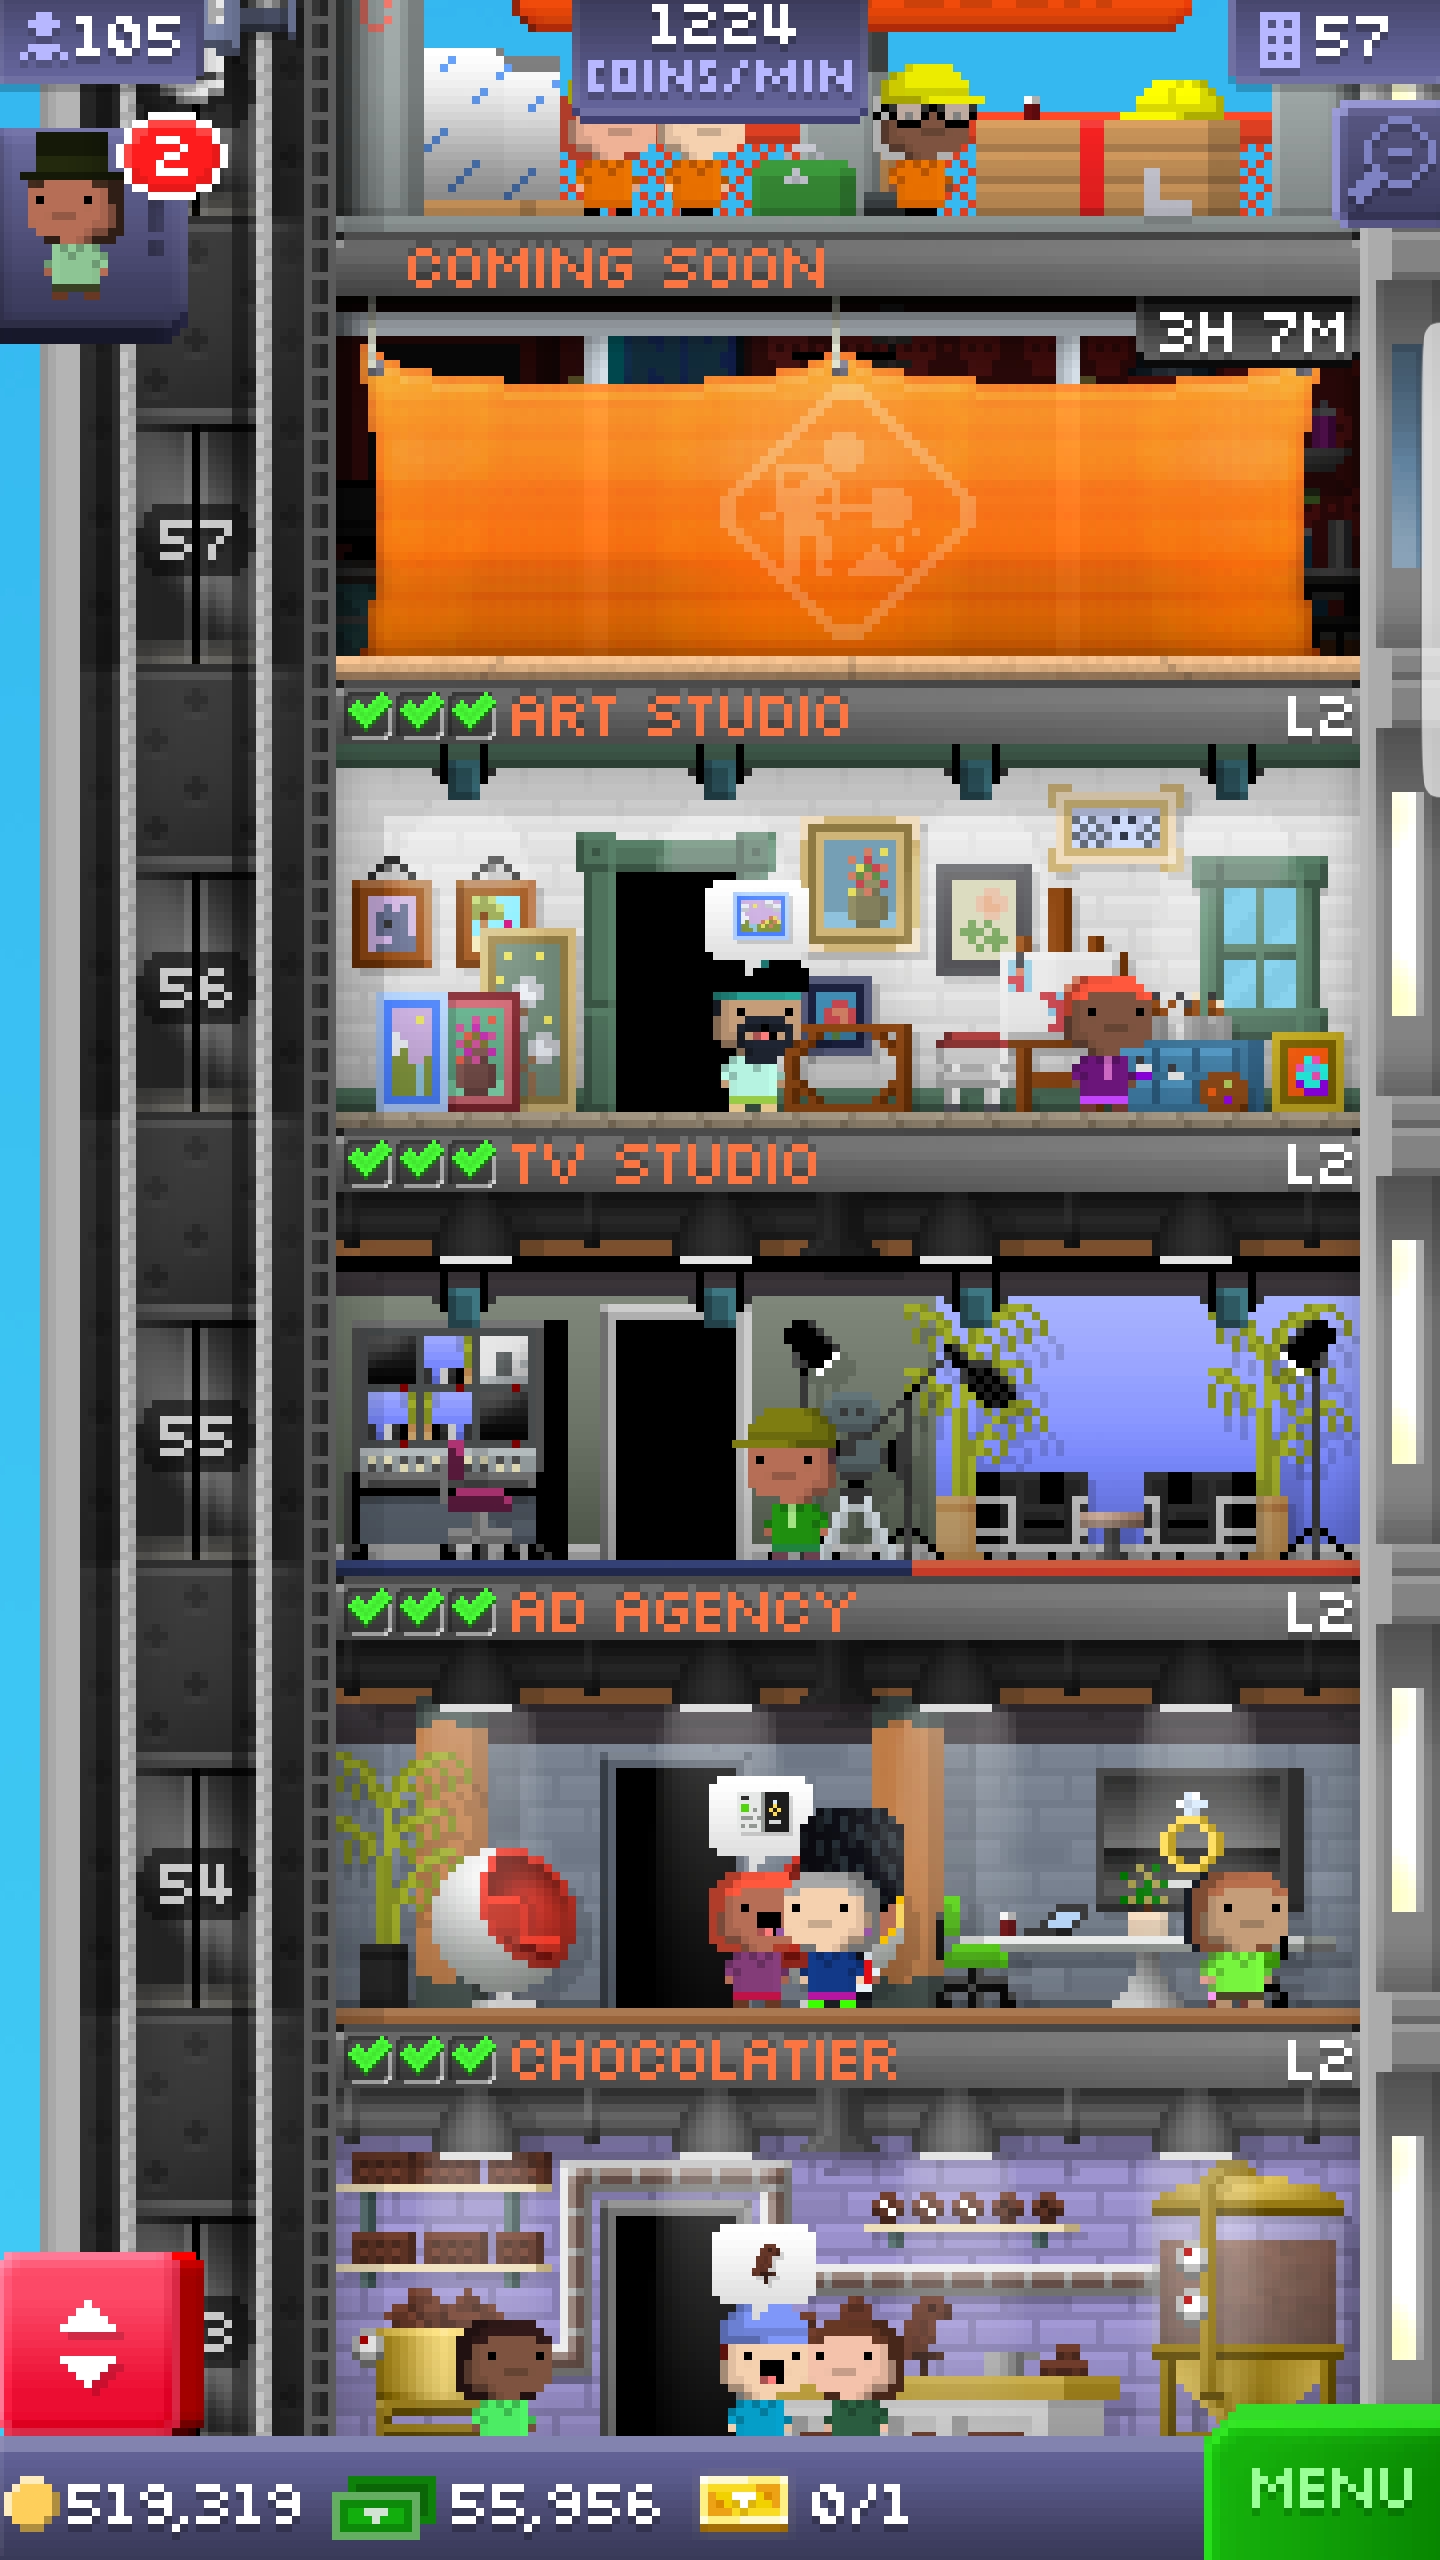 105
1224
COINS/MIN
57
2
COMING SOON
3H 7M
57
ART STUDIO L2
56
TV STUDIO L2
55
AD AGENCY L2
54
CHOCOLATIER L2
3
519,319 55,956 0/1
MENU